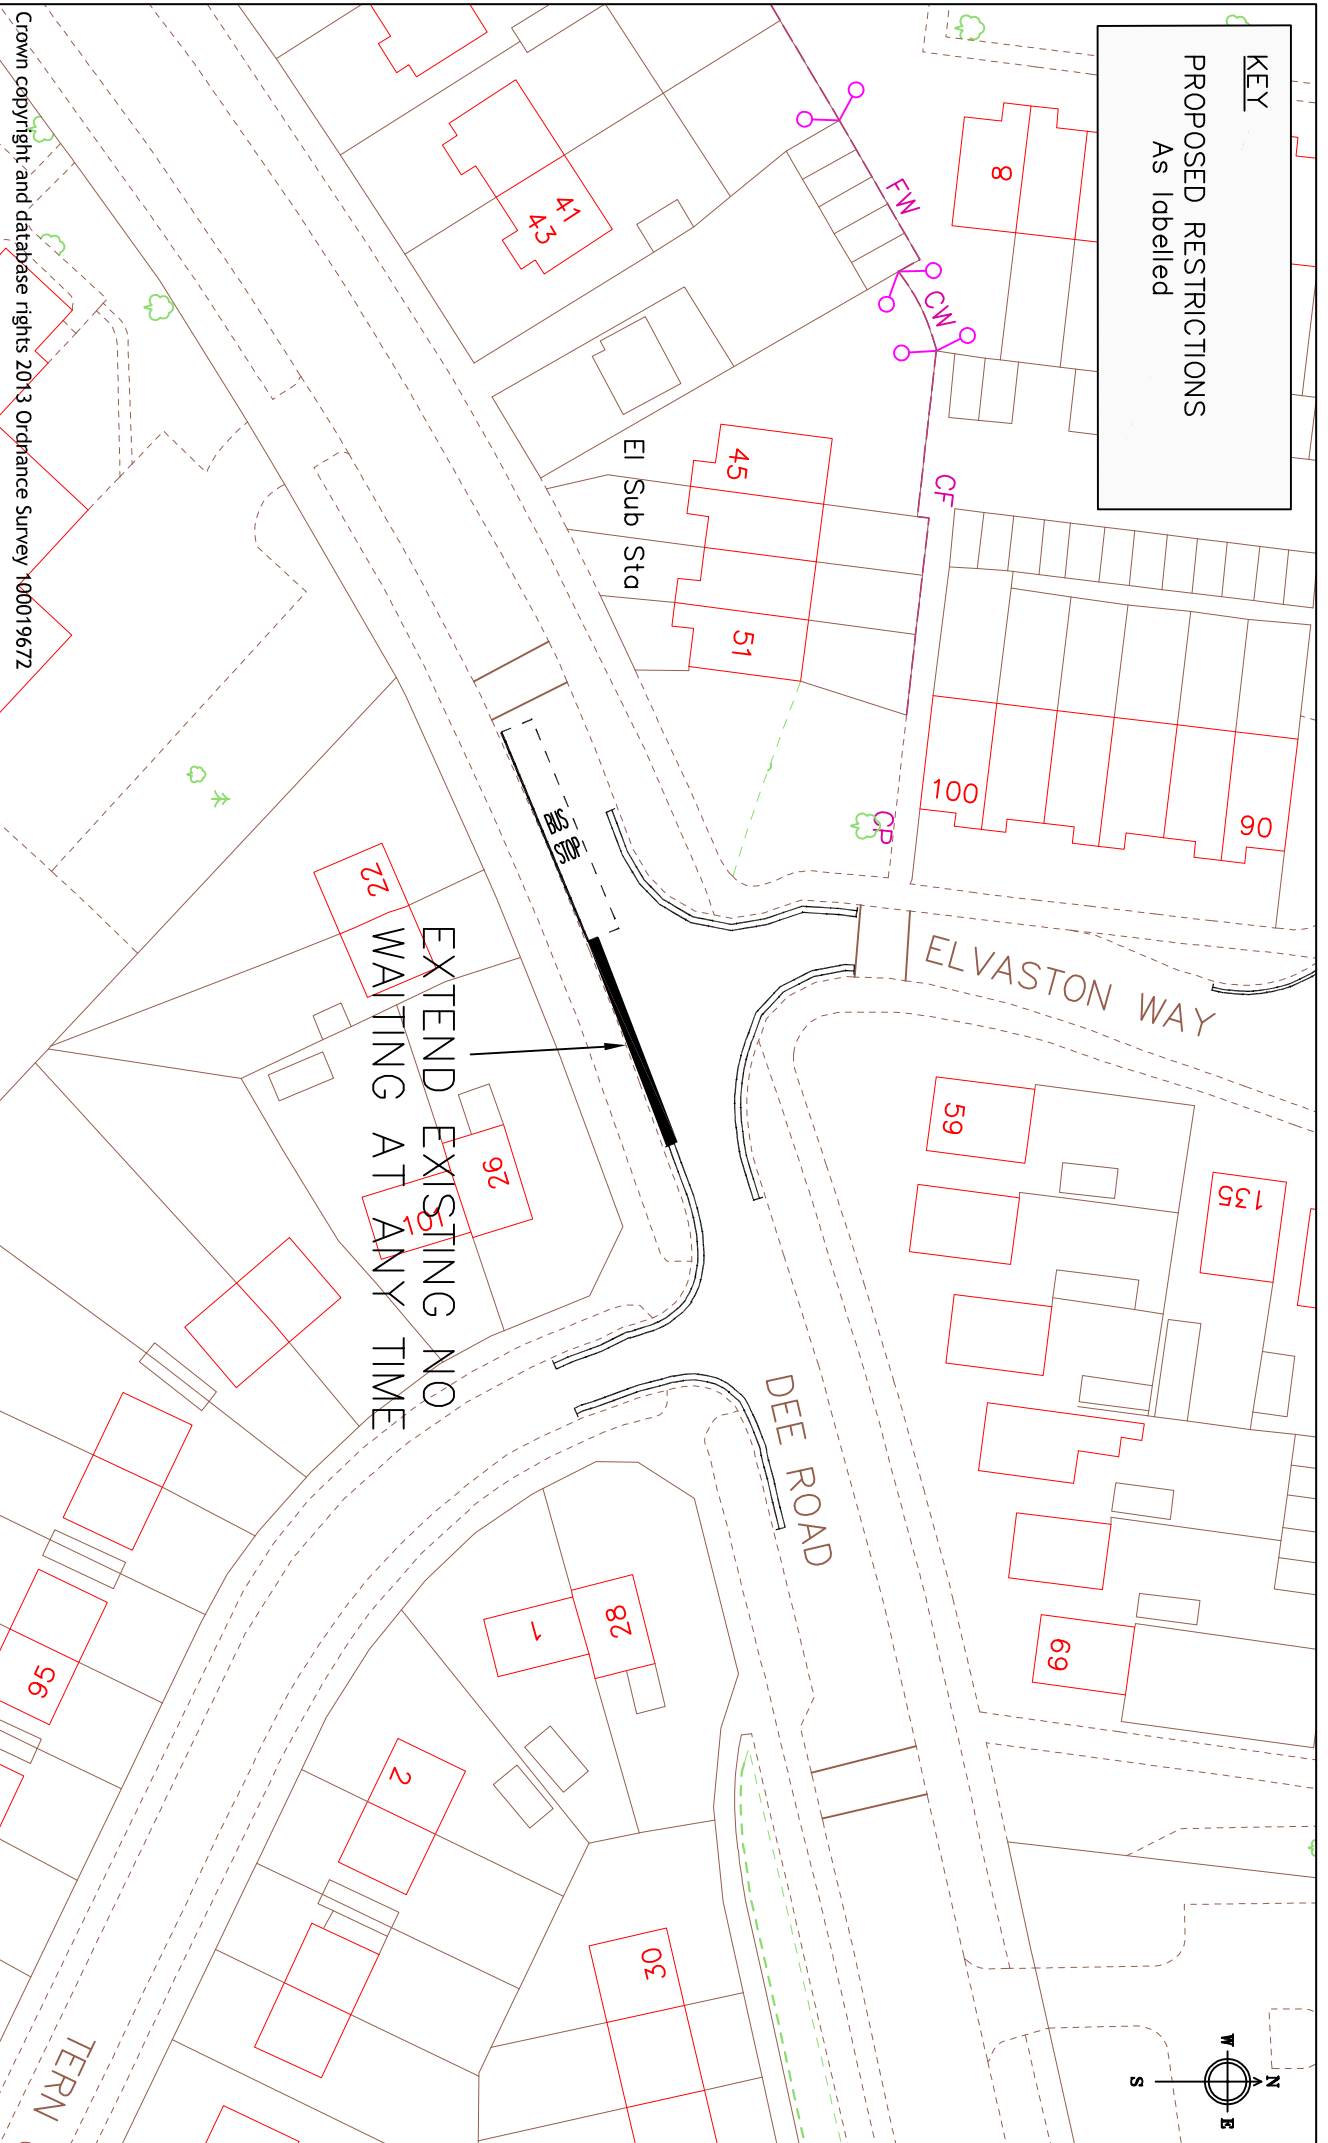 KEY
PROPOSED RESTRICTIONS
As labelled
N
W
E
S
8
FW
CW
CF
CP
41
43
45
51
El Sub Sta
100
90
ELVASTON WAY
59
135
69
BUS
STOP
DEE ROAD
22
EXTEND EXISTING NO
WAITING AT ANY TIME
26
101
28
1
2
30
95
TERN
Crown copyright and database rights 2013 Ordnance Survey 100019672